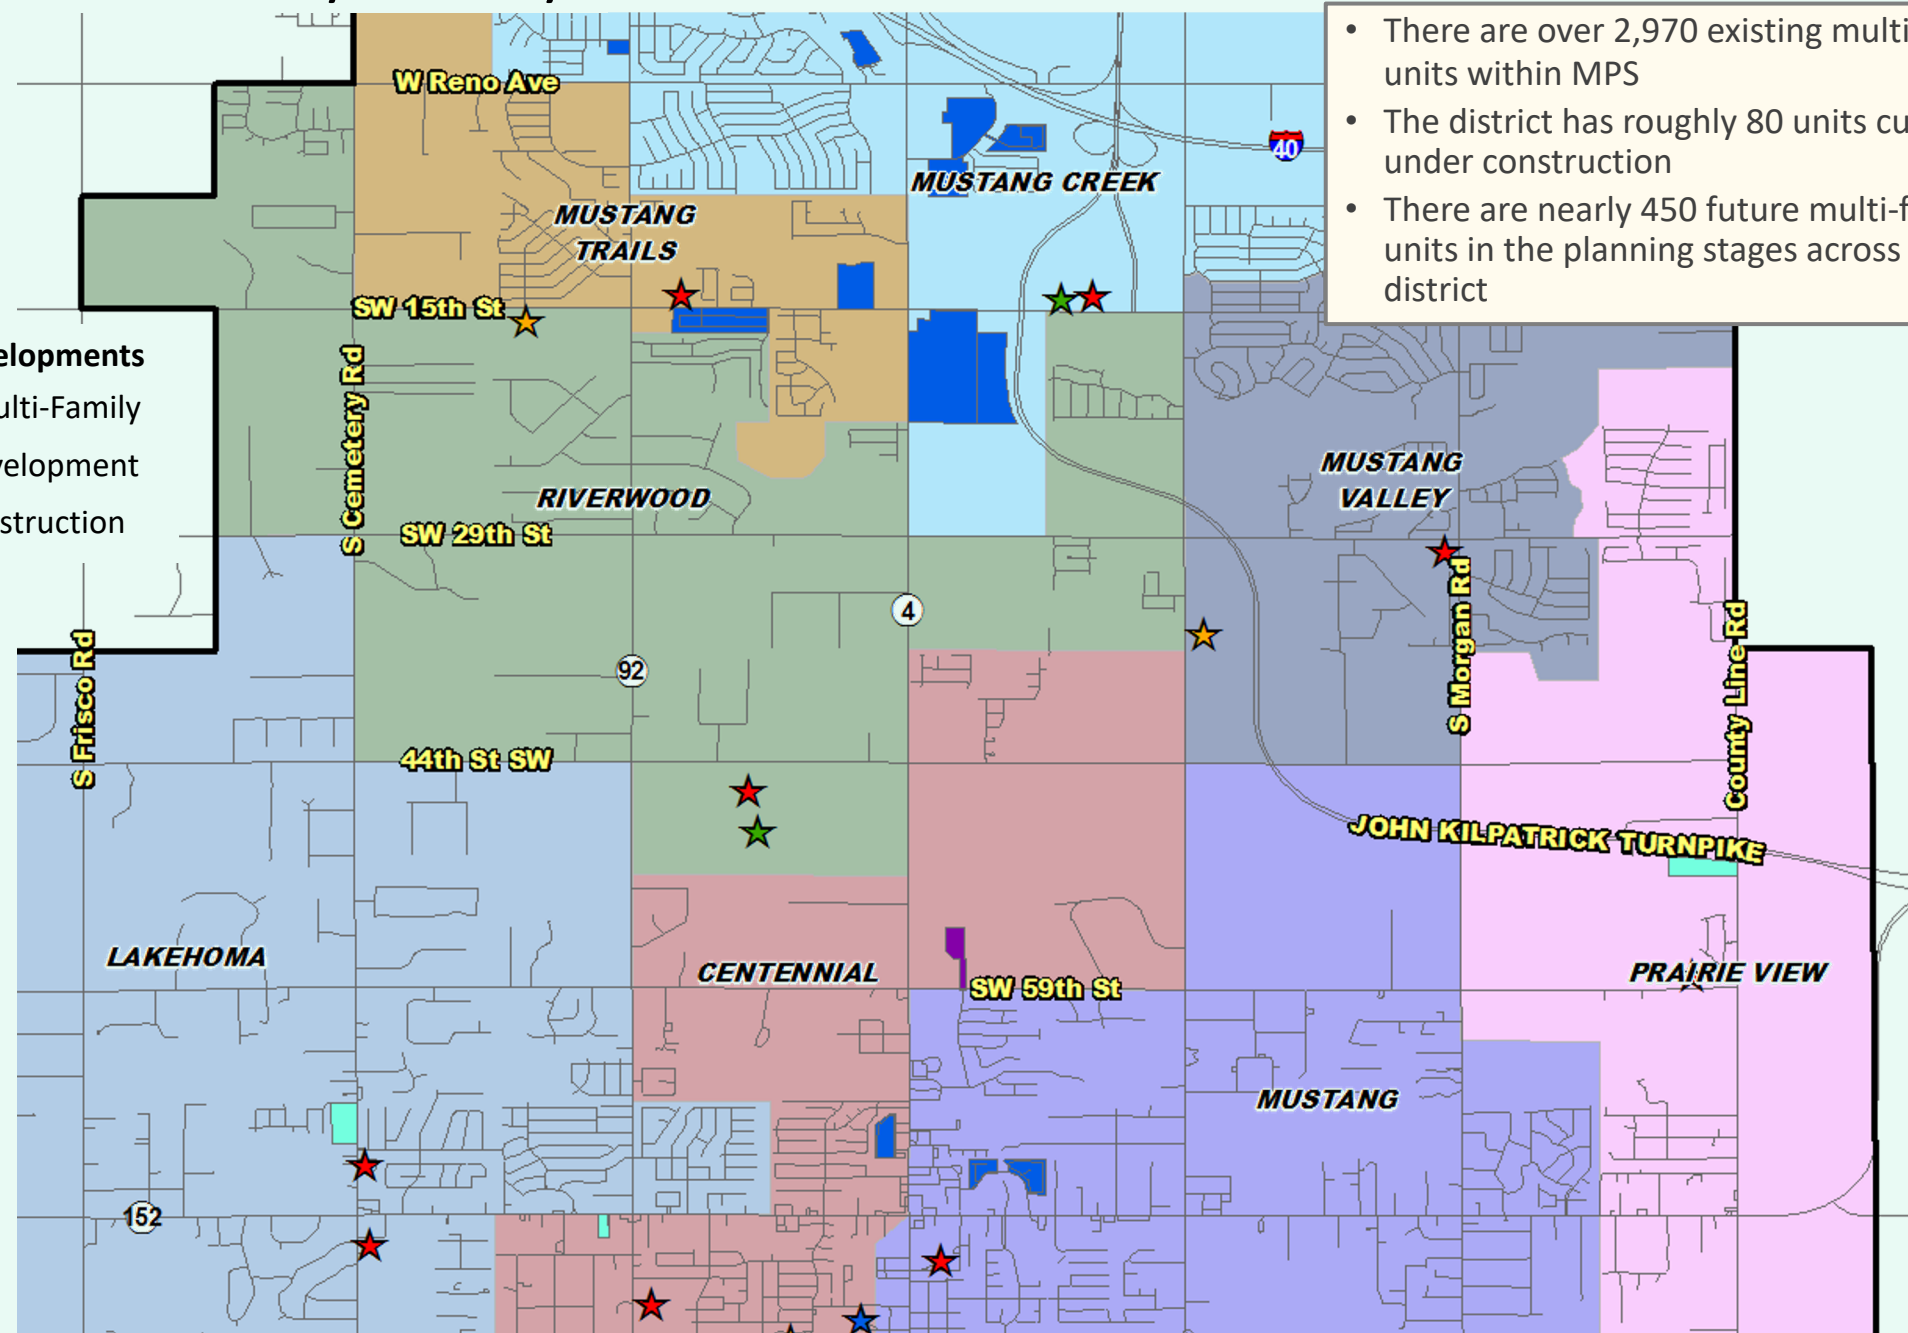 • There are over 2,970 existing multi
units within MPS
• The district has roughly 80 units cu
under construction
• There are nearly 450 future multi-f
units in the planning stages across
district
W Reno Ave
40
MUSTANG CREEK
MUSTANG
TRAILS
SW 15th St
elopments
ulti-Family
velopment
nstruction
S Cemetery Rd
RIVERWOOD
MUSTANG
VALLEY
SW 29th St
4
92
S Frisco Rd
S Morgan Rd
County Line Rd
44th St SW
JOHN KILPATRICK TURNPIKE
LAKEHOMA
CENTENNIAL
SW 59th St
PRAIRIE VIEW
MUSTANG
152